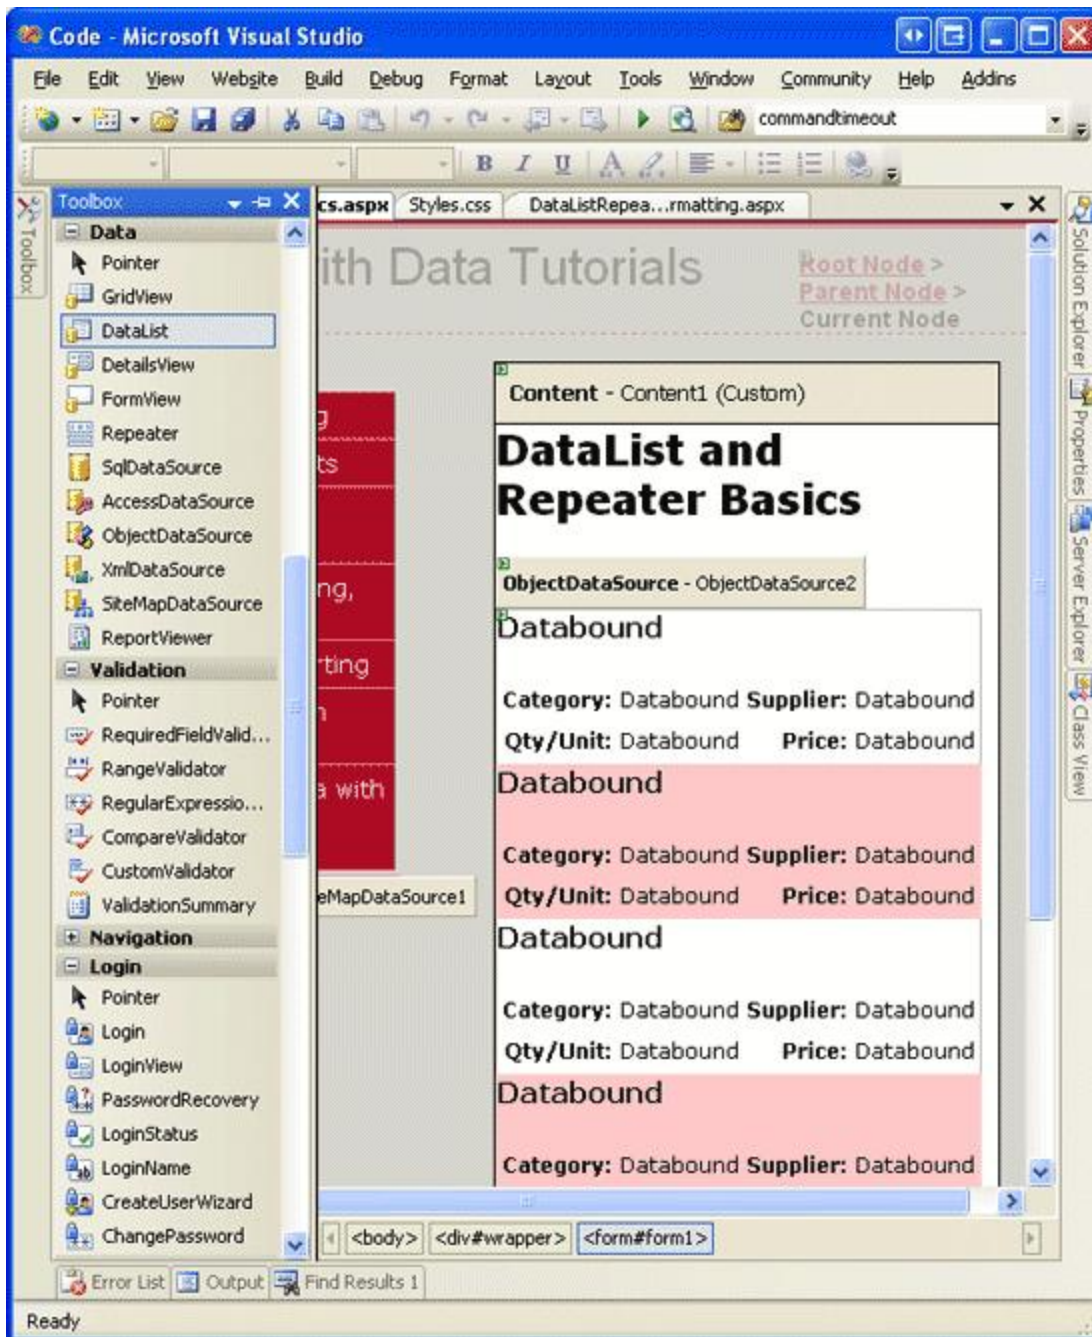 Code - Microsoft Visual Studio
File Edit View Website Build Debug Format Layout Tools Window Community Help Addins
commandtimeout
B I U A
Toolbox
Toolbox
cs.aspx Styles.css DataListRepea...rmatting.aspx
Data
Pointer
GridView
DataList
DetailsView
FormView
Repeater
SqlDataSource
AccessDataSource
ObjectDataSource
XmlDataSource
SiteMapDataSource
ReportViewer
Validation
Pointer
RequiredFieldValid...
RangeValidator
RegularExpressio...
CompareValidator
CustomValidator
ValidationSummary
Navigation
Login
Pointer
Login
LoginView
PasswordRecovery
LoginStatus
LoginName
CreateUserWizard
ChangePassword
ith Data Tutorials
Root Node >
Parent Node >
Current Node
g
ts
ng,
rting
n
a with
eMapDataSource1
Content - Content1 (Custom)
DataList and
Repeater Basics
ObjectDataSource - ObjectDataSource2
Databound
Category: Databound Supplier: Databound
Qty/Unit: Databound Price: Databound
Databound
Category: Databound Supplier: Databound
Qty/Unit: Databound Price: Databound
Databound
Category: Databound Supplier: Databound
Qty/Unit: Databound Price: Databound
Databound
Category: Databound Supplier: Databound
Solution Explorer
Properties
Server Explorer
Class View
<body> <div#wrapper> <form#form1>
Error List Output Find Results 1
Ready